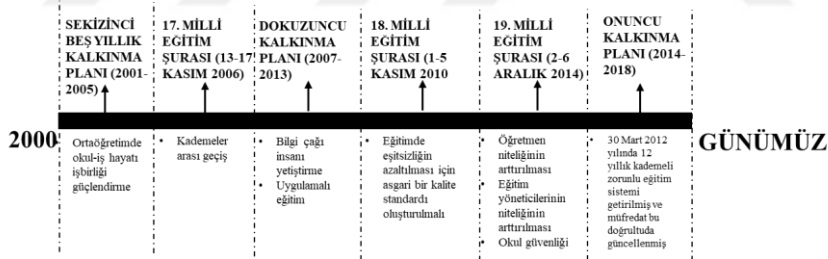 SEKİZİNCİ
BEŞ YILLIK
KALKINMA
PLANI (2001-
2005)
17. MİLLİ
EĞİTİM
ŞURASI (13-17
KASIM 2006)
DOKUZUNCU
KALKINMA
PLANI (2007-
2013)
18. MİLLİ
EĞİTİM
ŞURASI (1-5
KASIM 2010
19. MİLLİ
EĞİTİM
ŞURASI (2-6
ARALIK 2014)
ONUNCU
KALKINMA
PLANI (2014-
2018)
2000
Ortaöğretimde
okul-iş hayatı
işbirliği
güçlendirme
• Kademeler
arası geçiş
• Bilgi çağı
insanı
yetiştirme
• Uygulamalı
eğitim
• Eğitimde
eşitsizliğin
azaltılması için
asgari bir kalite
standardı
oluşturulmalı
• Öğretmen
niteliğinin
arttırılması
• Eğitim
yöneticilerinin
niteliğinin
arttırılması
• Okul güvenliği
• 30 Mart 2012
yılında 12
yıllık kademeli
zorunlu eğitim
sistemi
getirilmiş ve
müfredat bu
doğrultuda
güncellenmiş
GÜNÜMÜZ